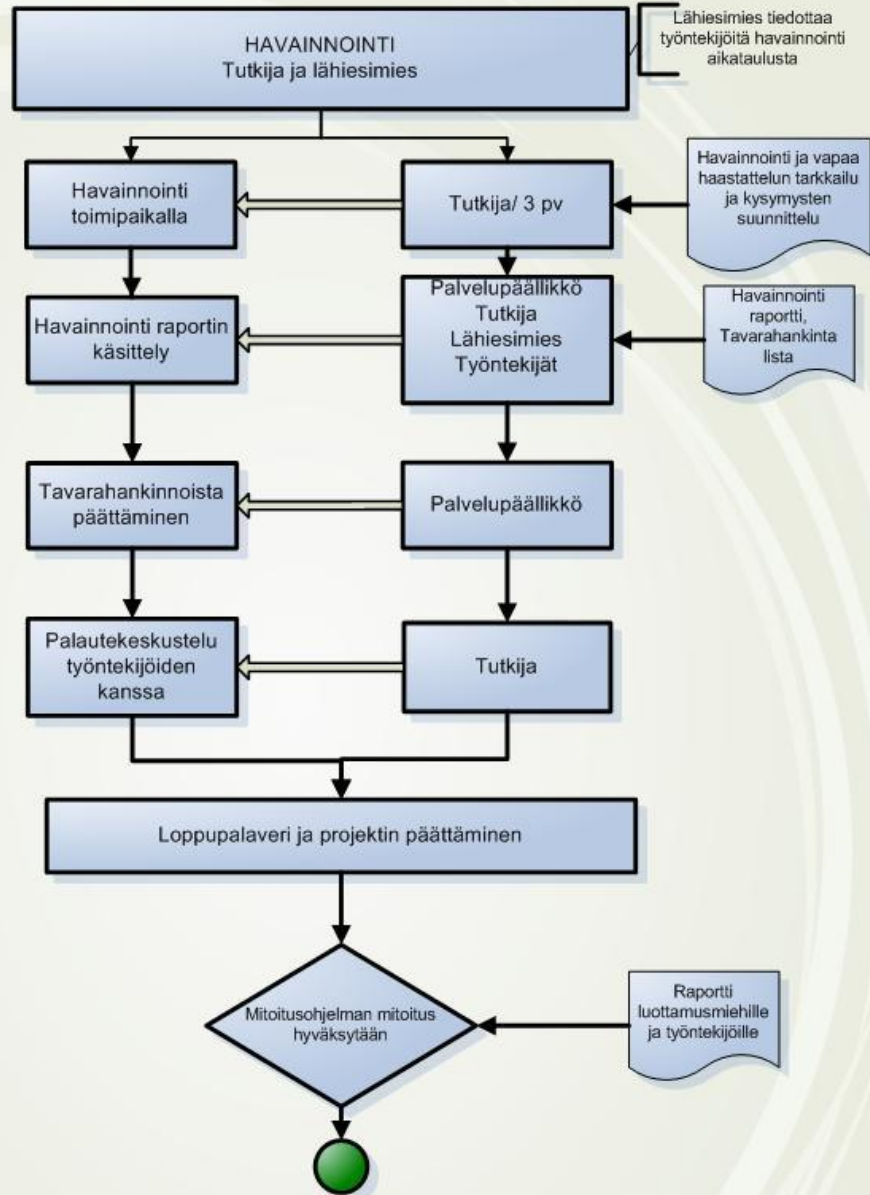 HAVAINNOINTI
Tutkija ja lähiesimies
Lähiesimies tiedottaa
työntekijöitä havainnointi
aikataulusta
Havainnointi
toimipaikalla
Tutkija/ 3 pv
Havainnointi ja vapaa
haastattelun tarkkailu
ja kysymysten
suunnittelu
Havainnointi raportin
käsittely
Palvelupäällikkö
Tutkija
Lähiesimies
Työntekijät
Havainnointi
raportti,
Tavarahankinta
lista
Tavarahankinnoista
päättäminen
Palvelupäällikkö
Palautekeskustelu
työntekijöiden
kanssa
Tutkija
Loppupalaveri ja projektin päättäminen
Mitoitusohjelman mitoitus
hyväksytään
Raportti
luottamusmiehille
ja työntekijöille